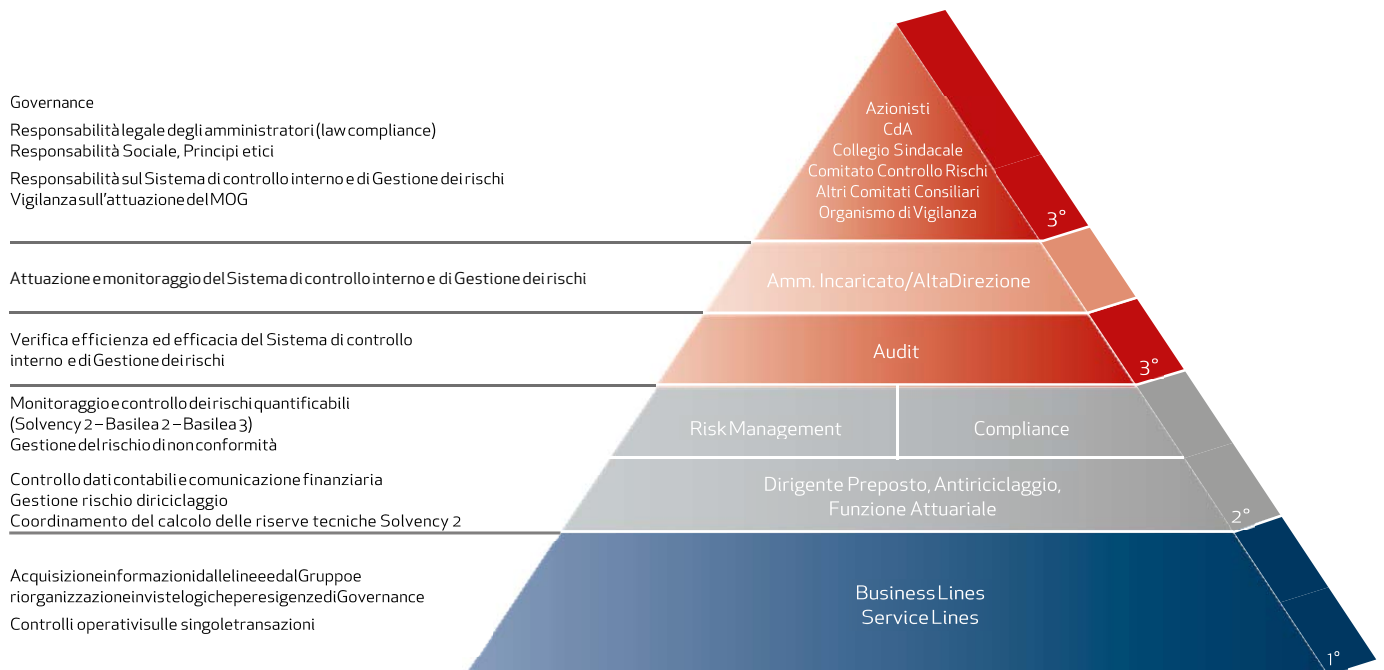 Governance
Responsabilità legale degli amministratori (law compliance)
Responsabilità Sociale, Principi etici
Responsabilità sul Sistema di controllo interno e di Gestione dei rischi
Vigilanza sull'attuazione del MOG
Azionisti
CdA
Collegio Sindacale
Comitato Controllo Rischi
Altri Comitati Consiliari
Organismo di Vigilanza
3°
Attuazione e monitoraggio del Sistema di controllo interno e di Gestione dei rischi
Amm. Incaricato/AltaDirezione
Verifica efficienza ed efficacia del Sistema di controllo
interno e di Gestione dei rischi
Audit
3°
Monitoraggio e controllo dei rischi quantificabili
(Solvency 2 – Basilea 2 – Basilea 3)
Gestione del rischio di non conformità
Risk Management
Compliance
Controllo dati contabili e comunicazione finanziaria
Gestione rischio di riciclaggio
Coordinamento del calcolo delle riserve tecniche Solvency 2
Dirigente Preposto, Antiriciclaggio,
Funzione Attuariale
2°
Acquisizione informazioni dalle linee e dal Gruppo e
riorganizzazione in viste logiche per esigenze di Governance
Controlli operativi sulle singole transazioni
Business Lines
Service Lines
1°